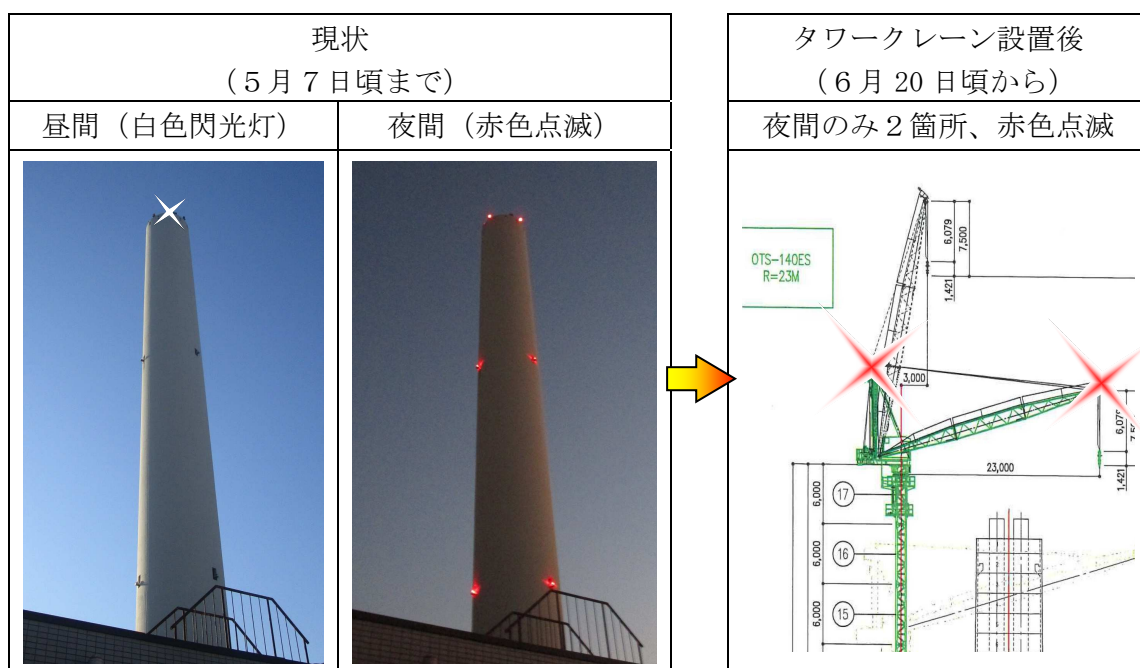 現状
（５月７日頃まで）
昼間（白色閃光灯）
夜間（赤色点滅）
タワークレーン設置後
（６月 20 日頃から）
夜間のみ２箇所、赤色点滅
OTS-140ES
R=23M
6,079
7,500
1,421
3,000
6,079
1,421
23,000
6,000
17
6,000
16
6,000
15